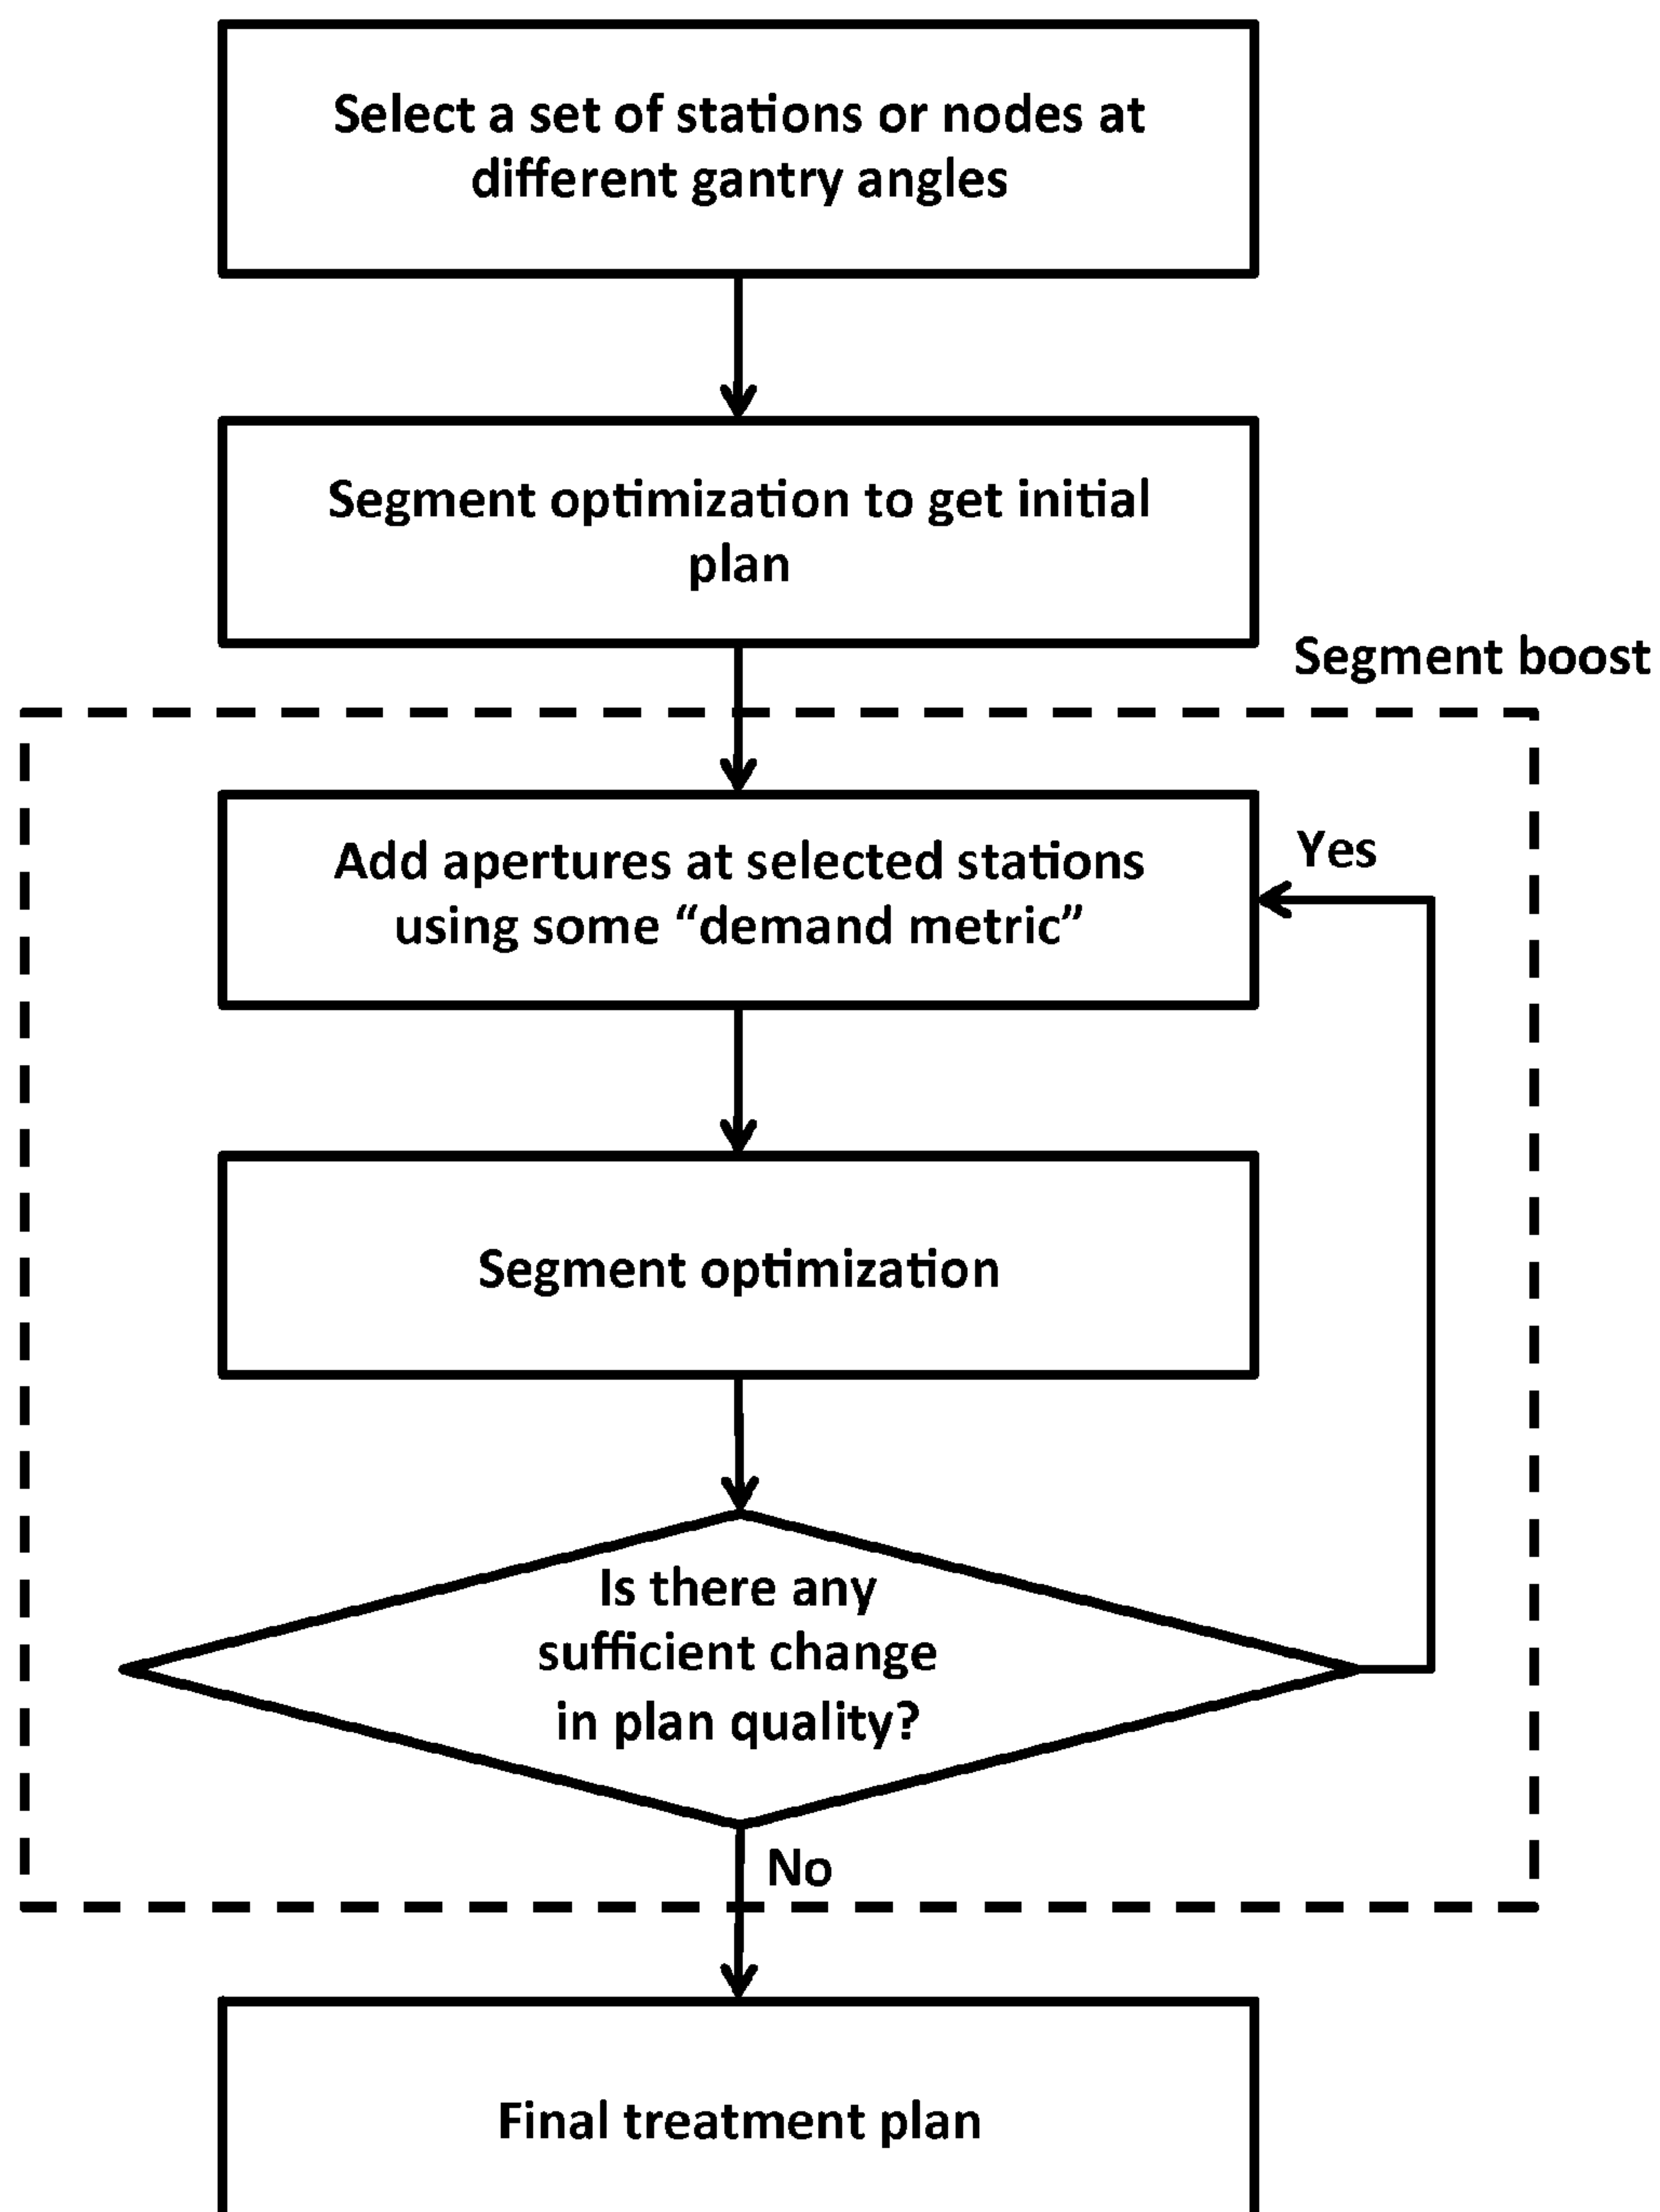 Select a set of stations or nodes at
different gantry angles
Segment optimization to get initial
plan
Segment boost
Add apertures at selected stations
using some “demand metric”
Yes
Segment optimization
Is there any
sufficient change
in plan quality?
No
Final treatment plan